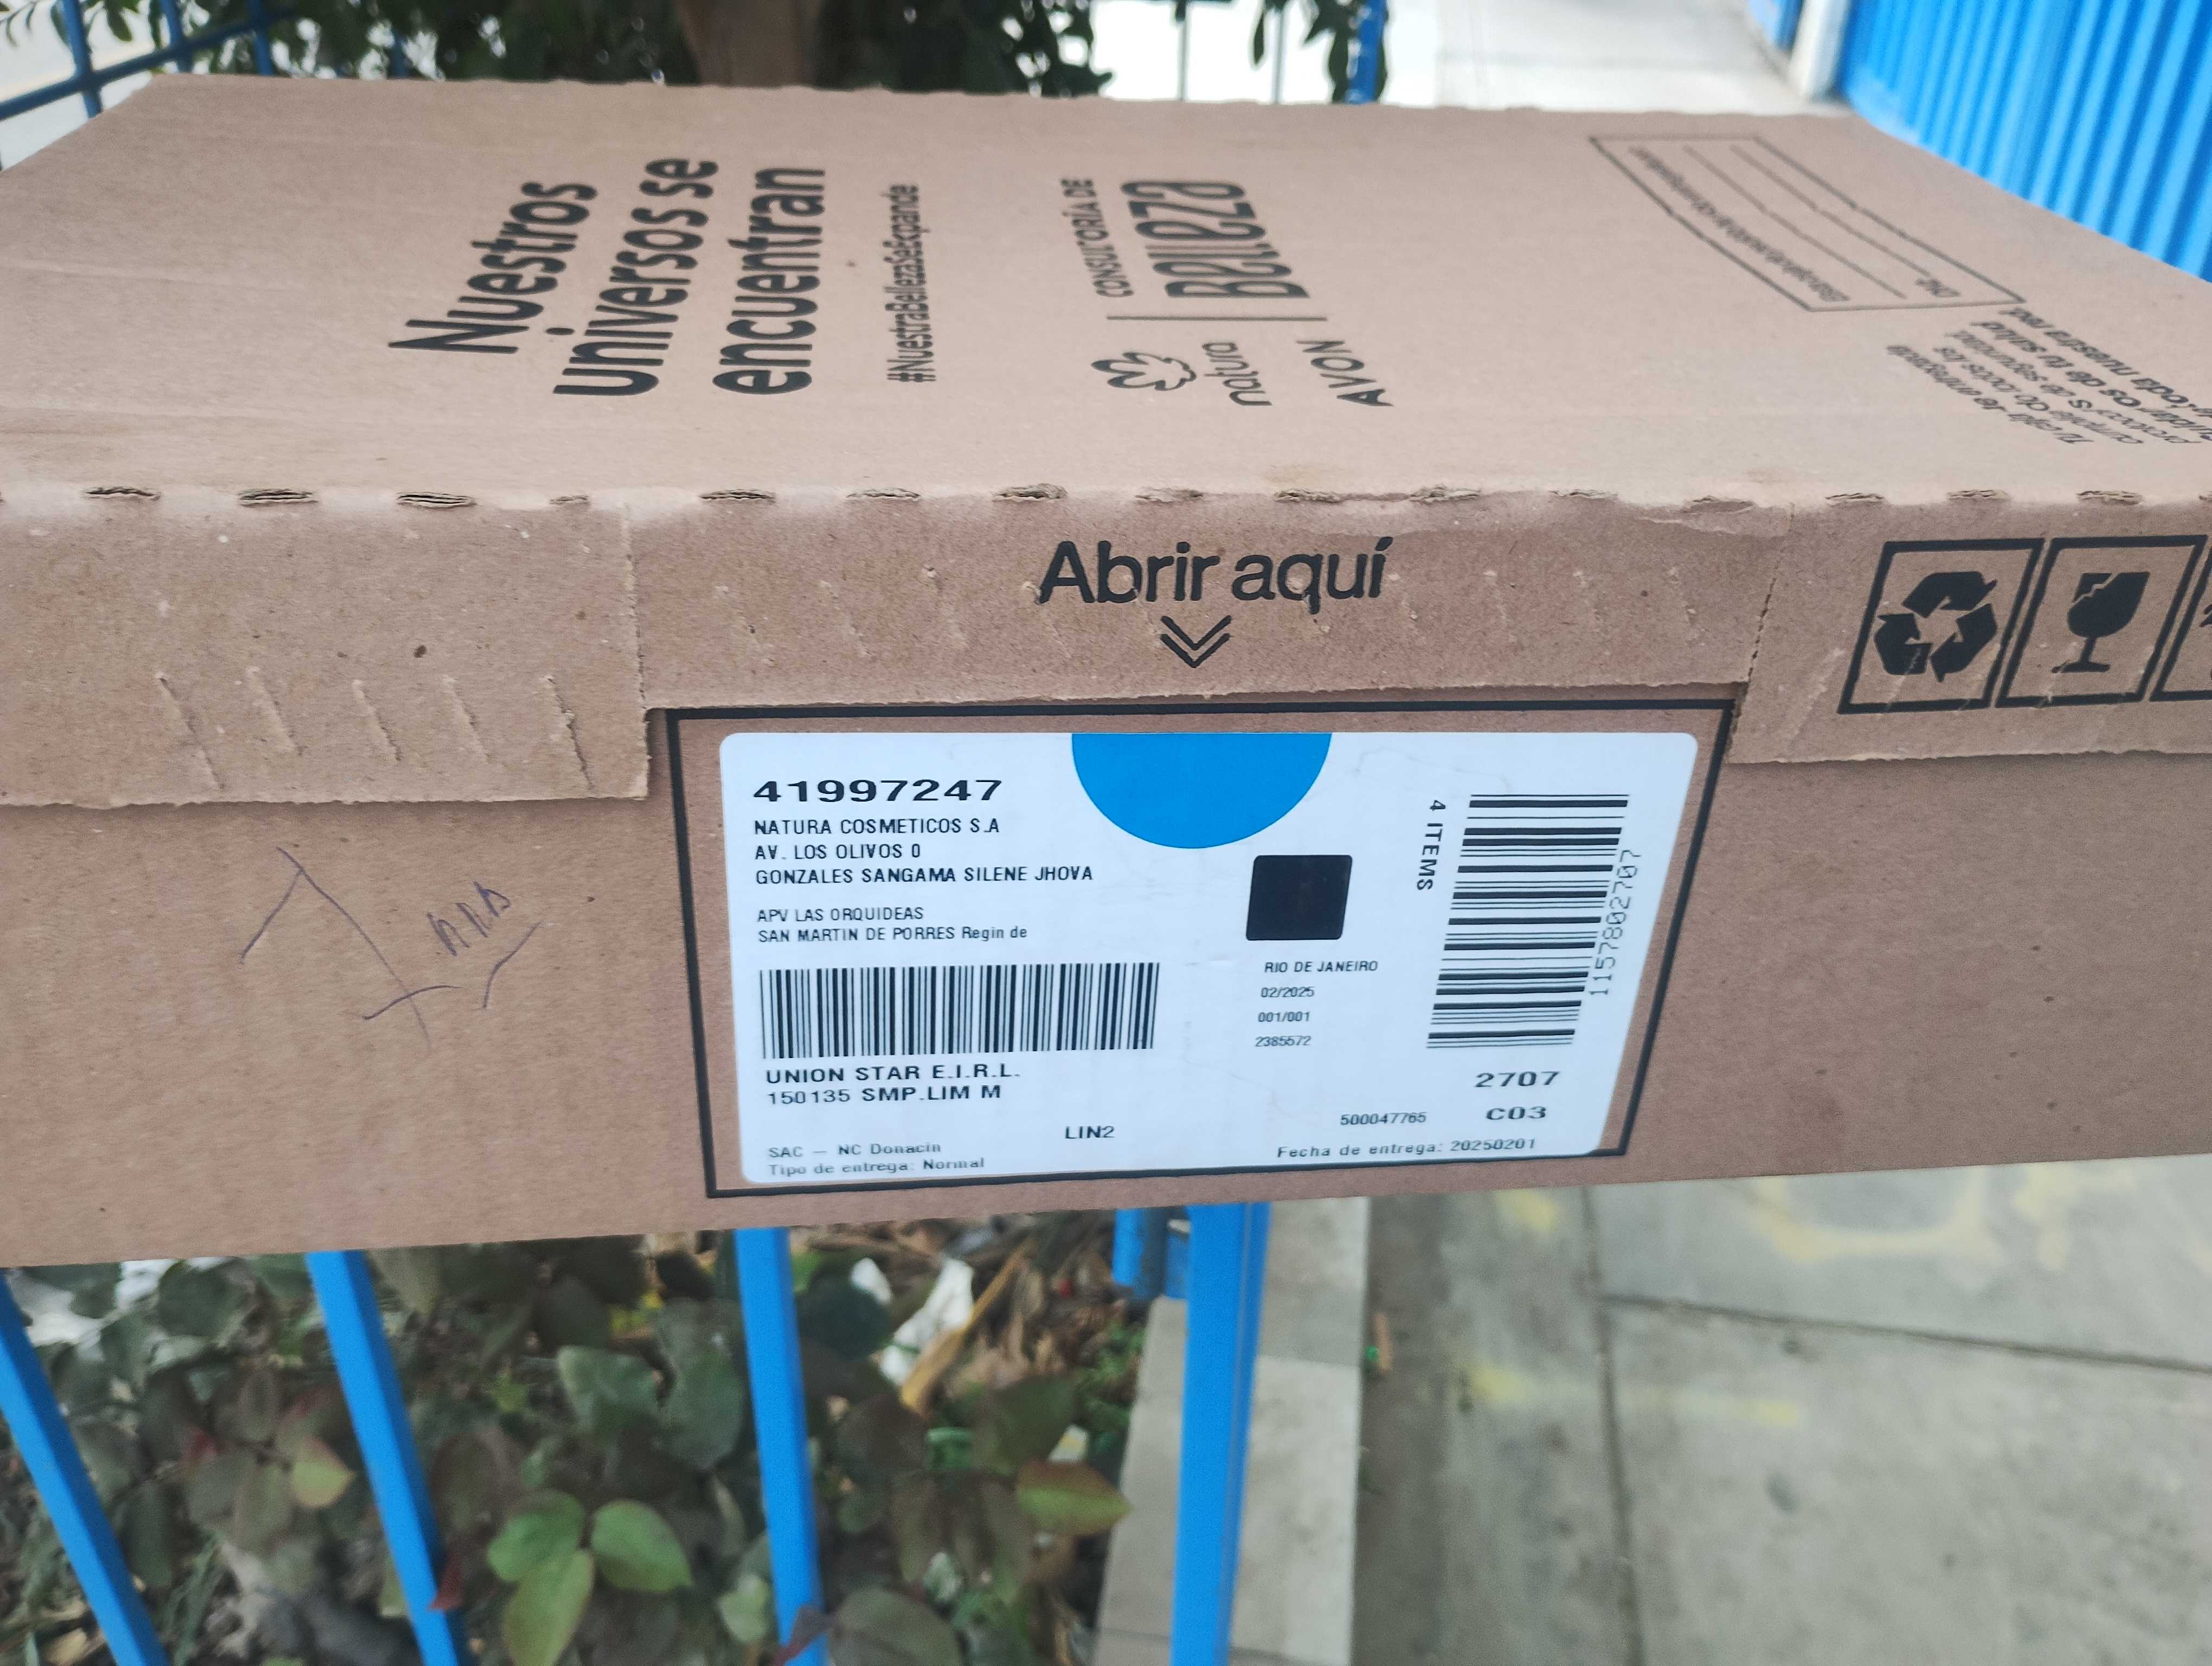 Nuestros
universos se
encuentran
#NuestraBellezaSeExpande
natura
AVON
CONSULTORÍA DE
Belleza
Abrir aquí
41997247
NATURA COSMETICOS S.A
AV. LOS OLIVOS 0
GONZALES SANGAMA SILENE JHOVA
APV LAS ORQUIDEAS
SAN MARTIN DE PORRES Regin de
UNION STAR E.I.R.L.
150135 SMP.LIM M
LIN2
SAC – NC Donacin
Tipo de entrega: Normal
4 ITEMS
1157802707
RIO DE JANEIRO
02/2025
001/001
2385572
2707
500047765
C03
Fecha de entrega: 20250201